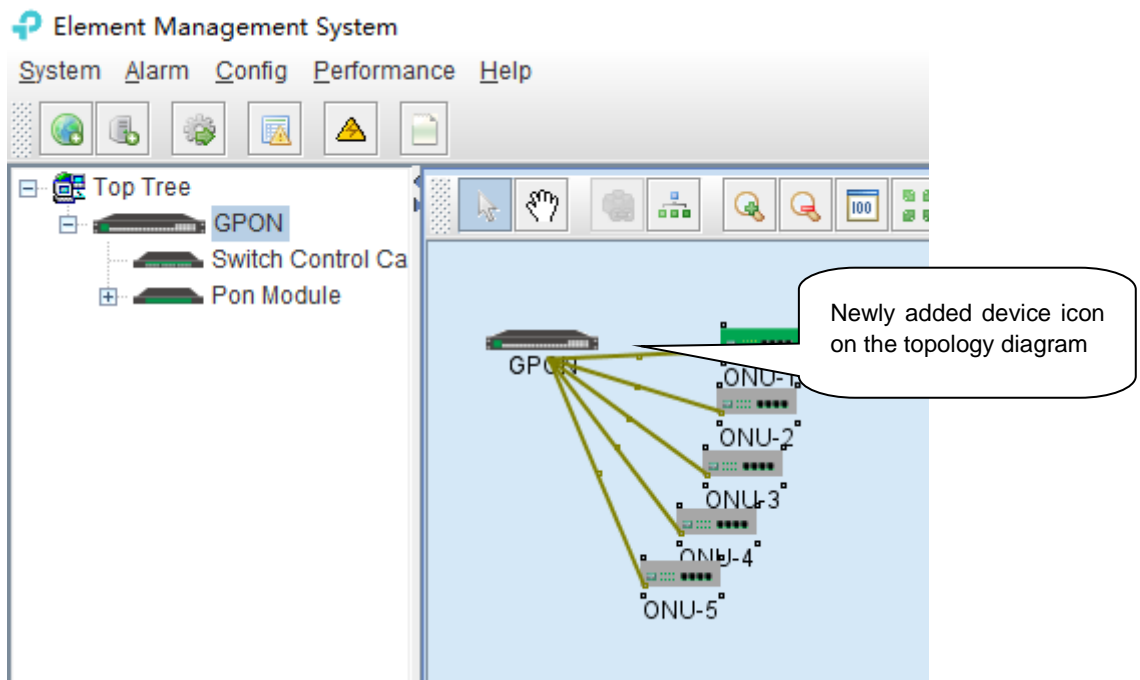 Element Management System
System Alarm Config Performance Help
Top Tree
GPON
Switch Control Ca
Pon Module
100
Newly added device icon
on the topology diagram
GPON
ONU-1
ONU-2
ONU-3
ONU-4
ONU-5